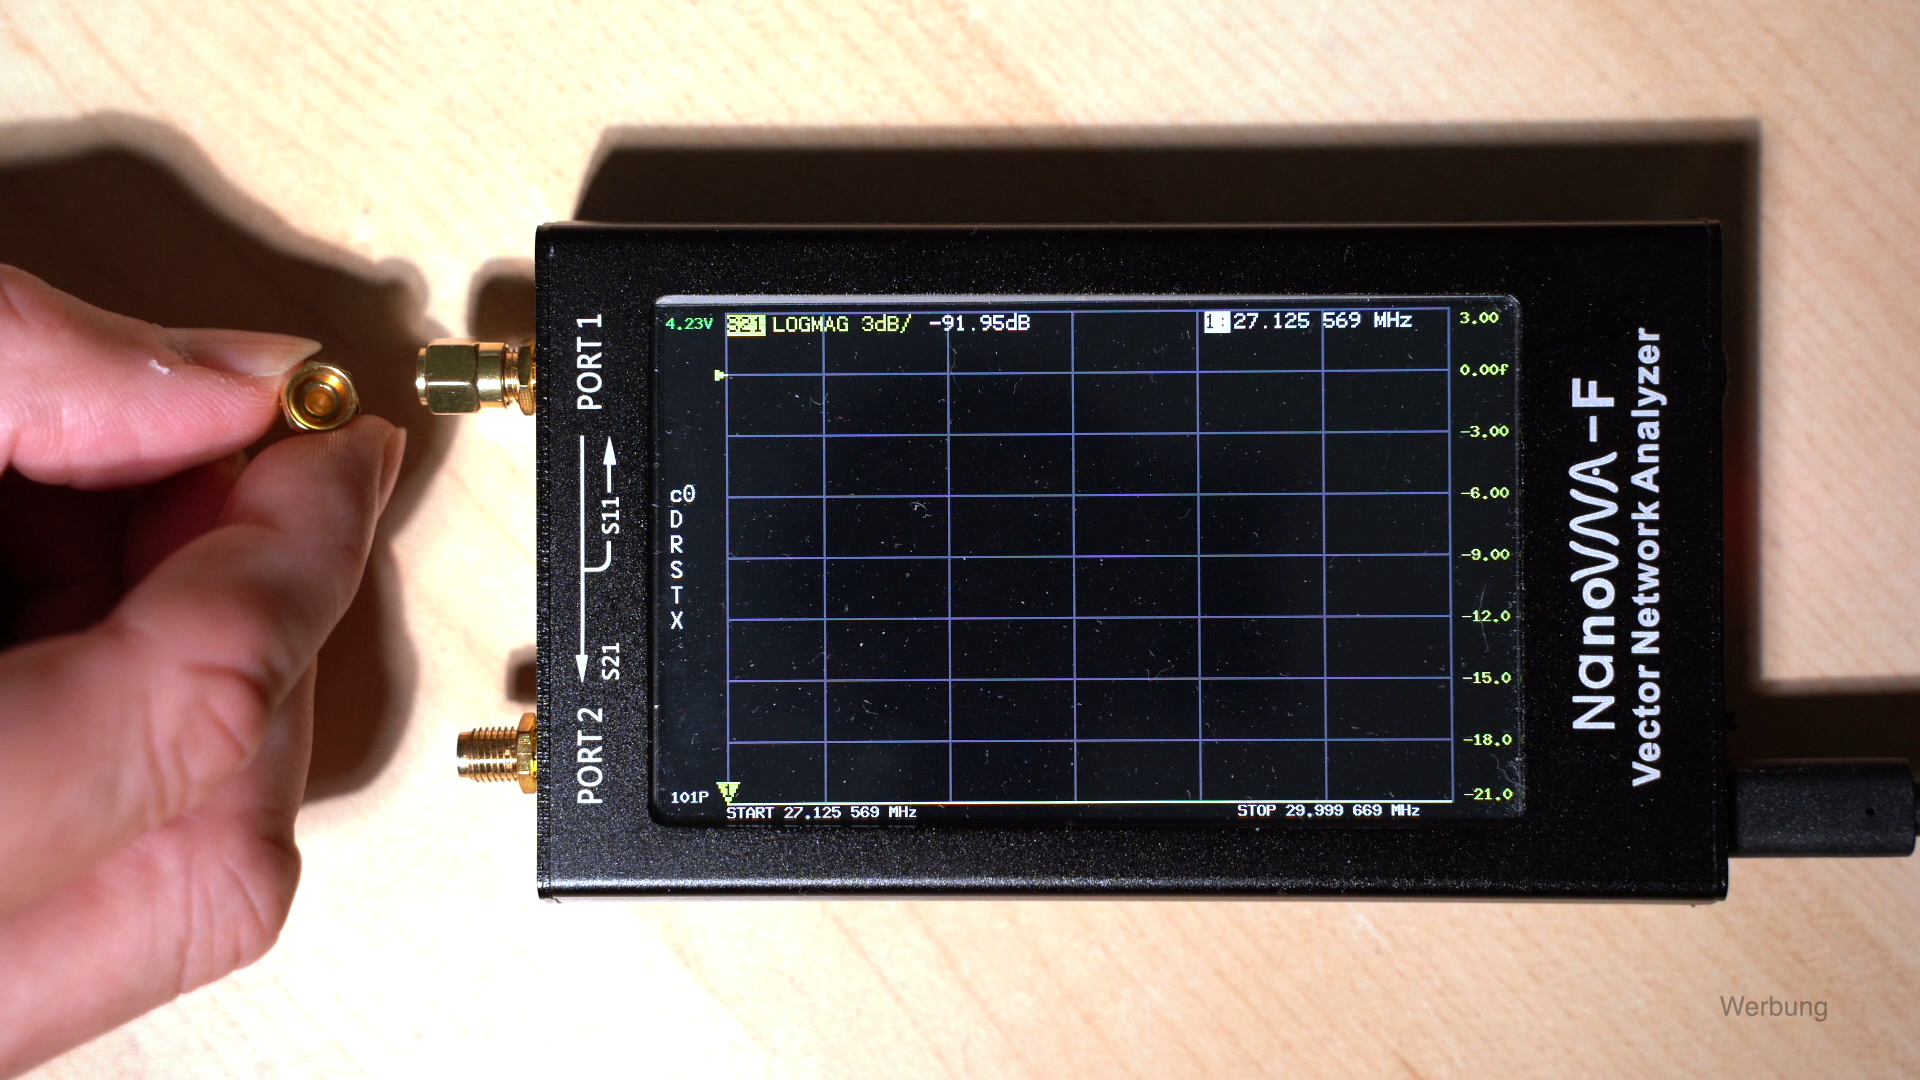 4.23V S21 LOGMAG 3dB/ -91.95dB 1: 27.125 569 MHz
3.00
0.00f
-3.00
-6.00
-9.00
-12.0
-15.0
-18.0
-21.0
c0
D
R
S
T
X
101P
1
START 27.125 569 MHz STOP 29.999 669 MHz
PORT 1
S11
S21
PORT 2
NanoVNA-F
Vector Network Analyzer
Werbung